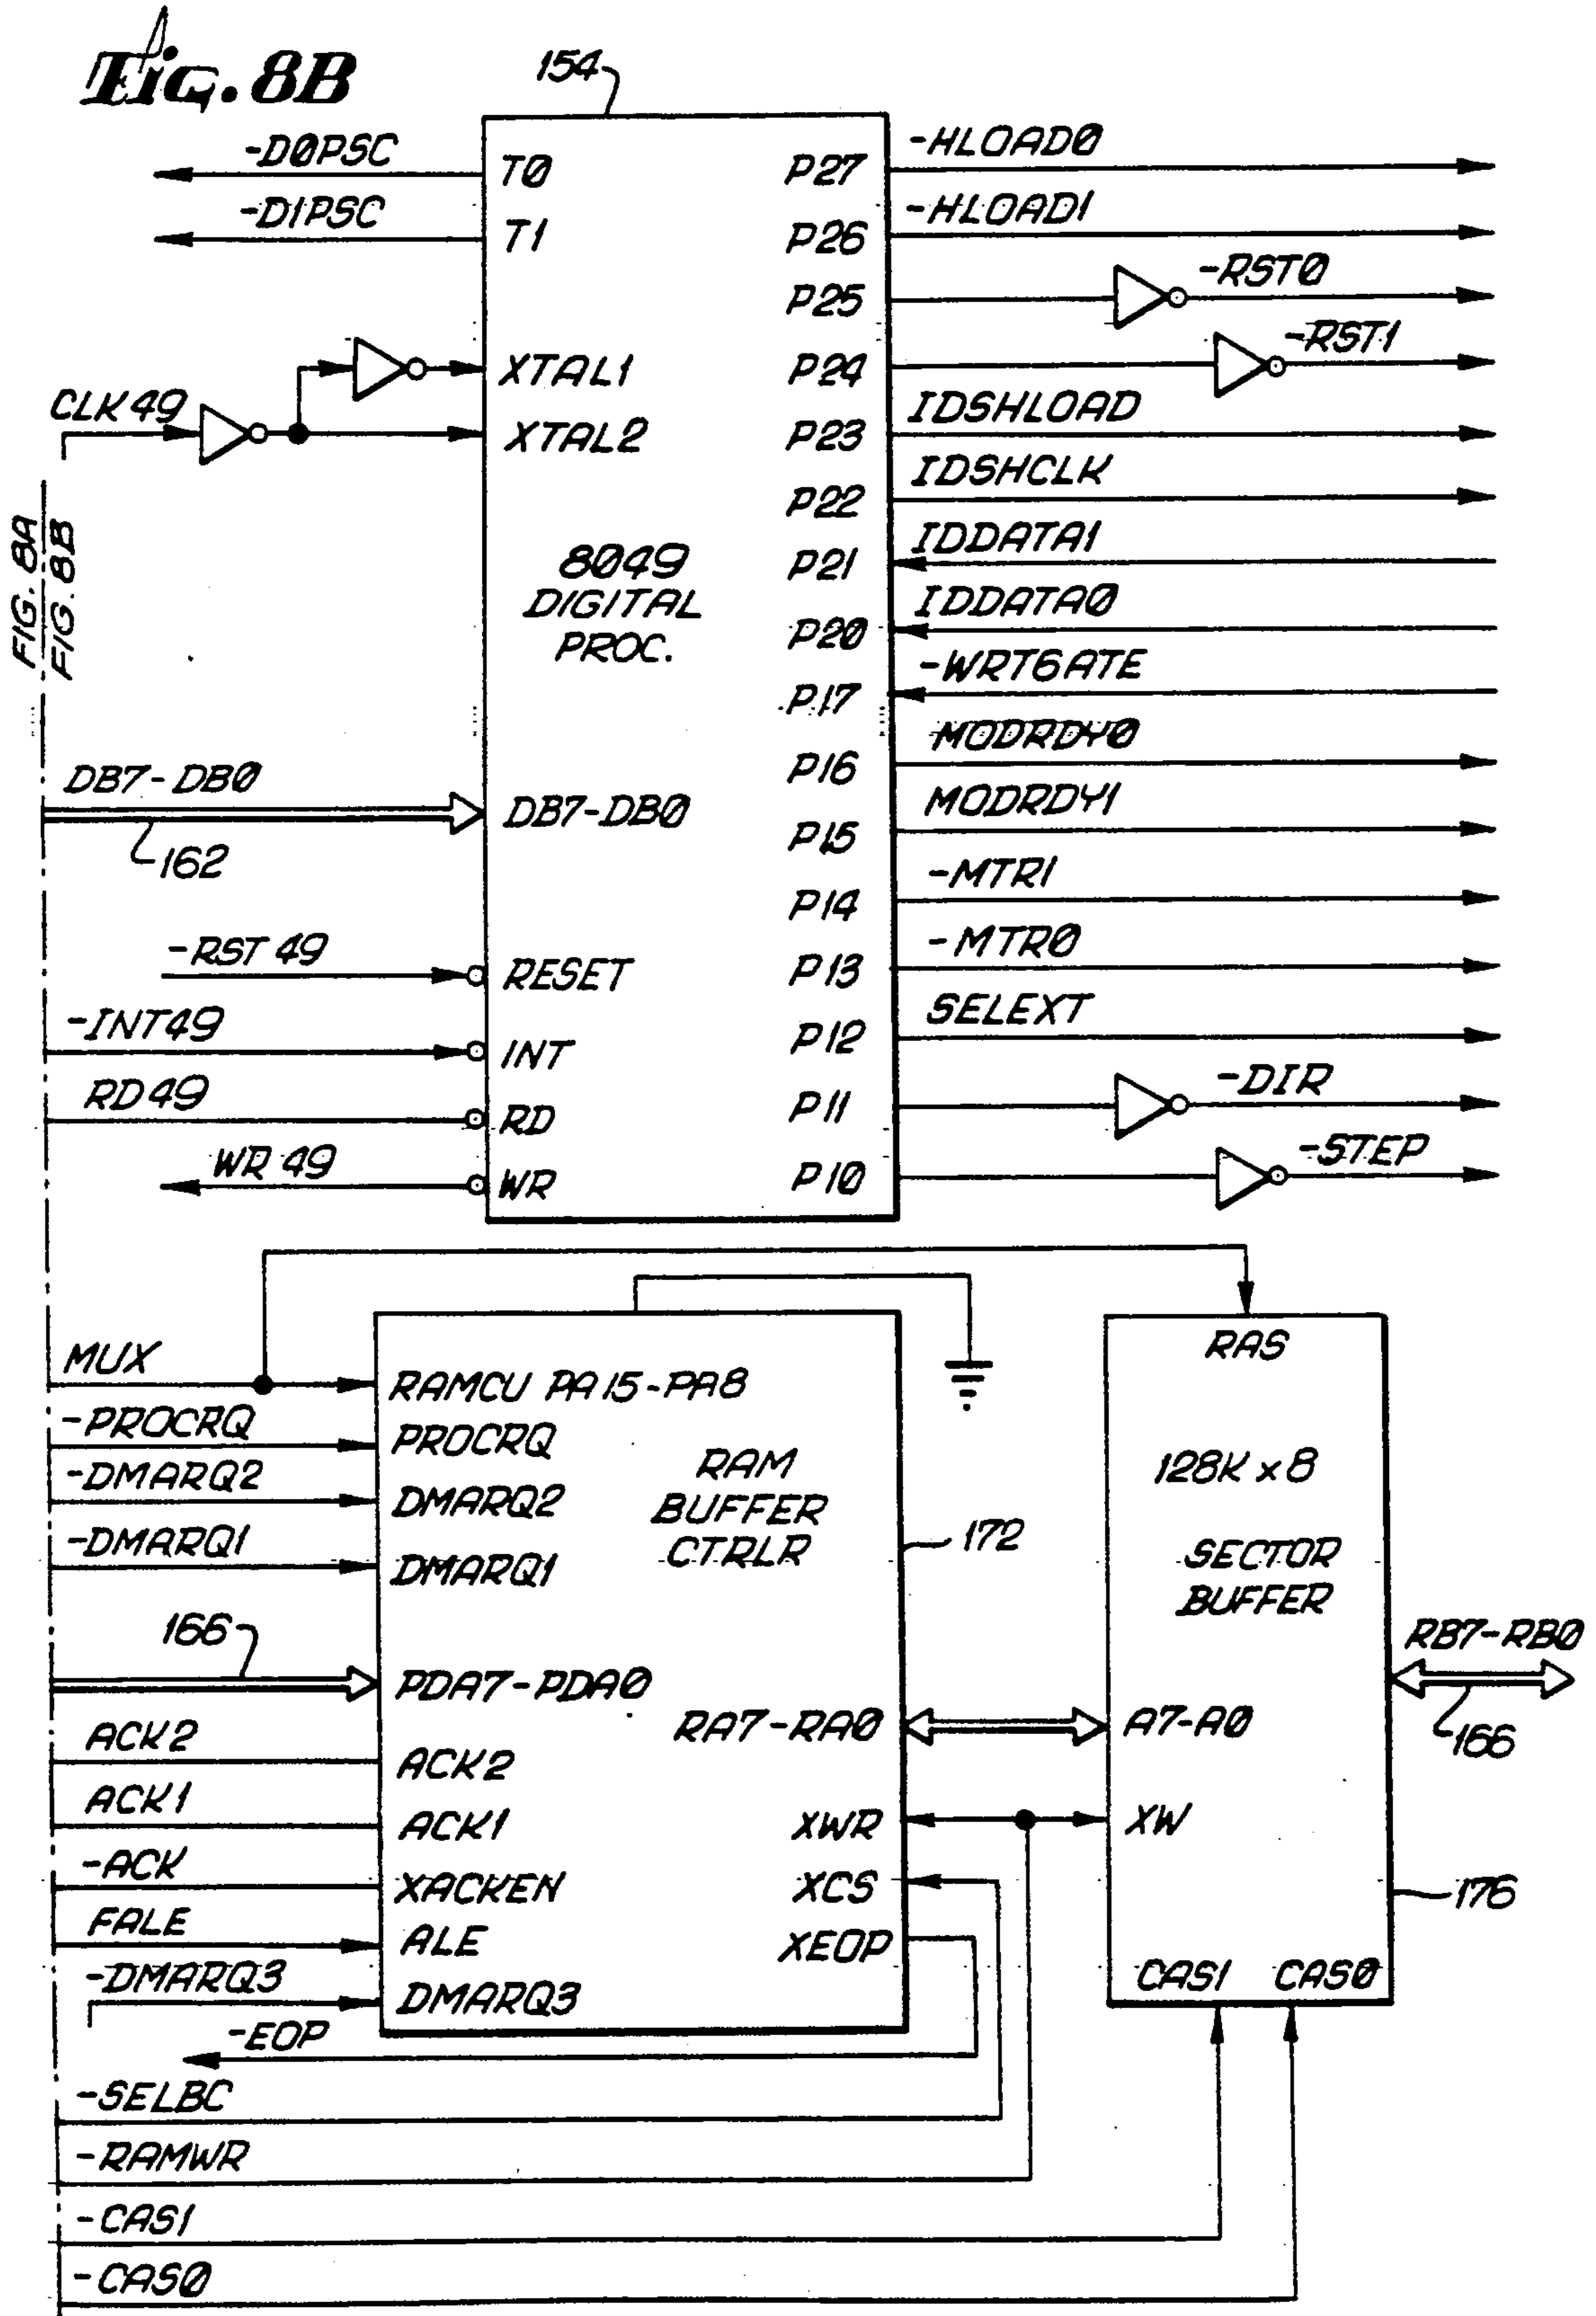 Fig. 8B
154
-D0PSC
T0
P27
-HLOAD0
-D1PSC
T1
P26
-HLOAD1
P25
-RST0
XTAL1
P24
-RST1
CLK49
XTAL2
P23
IDSHLOAD
P22
IDSHCLK
FIG. 8A
FIG. 8B
8049
DIGITAL
PROC.
P21
IDDATA1
P20
IDDATA0
P17
-WRT6ATE
P16
MODRDY0
DB7-DB0
162
DB7-DB0
P15
MODRDY1
P14
-MTR1
-RST49
RESET
P13
-MTR0
-INT49
INT
P12
SELEXT
RD49
RD
P11
-DIR
WR49
WR
P10
-STEP
MUX
RAMCU PA15-PA8
RAS
-PROCRQ
PROCRQ
-DMARQ2
DMARQ2
-DMARQ1
DMARQ1
RAM
BUFFER
CTRLR
172
128K x 8
SECTOR
BUFFER
166
PDA7-PDA0
RA7-RA0
A7-A0
RB7-RB0
166
ACK2
ACK2
ACK1
ACK1
XWR
XW
-ACK
XACKEN
XCS
176
FALE
ALE
XEOP
-DMARQ3
DMARQ3
CAS1
CAS0
-EOP
-SELBC
-RAMWR
-CAS1
-CAS0